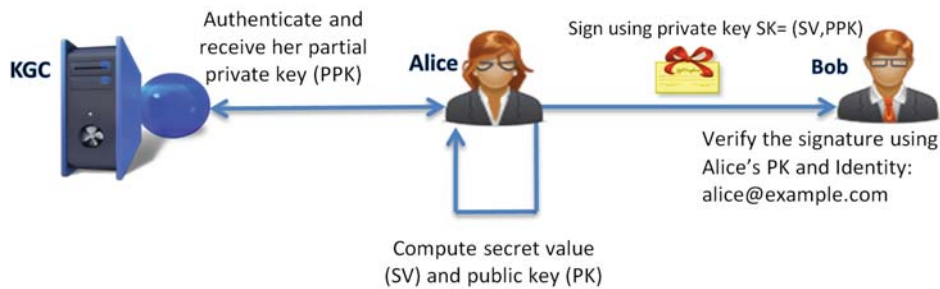 Authenticate and
receive her partial
private key (PPK)
KGC
Alice
Sign using private key SK= (SV,PPK)
Bob
Verify the signature using
Alice's PK and Identity:
alice@example.com
Compute secret value
(SV) and public key (PK)